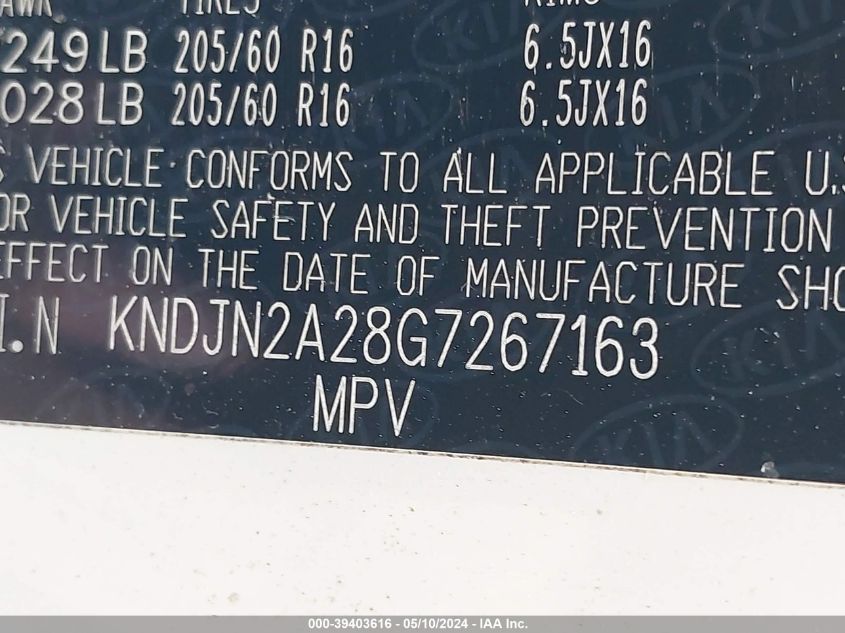 TIRES
249 LB 205/60 R16 6.5JX16
028 LB 205/60 R16 6.5JX16
VEHICLE CONFORMS TO ALL APPLICABLE U.S
OR VEHICLE SAFETY AND THEFT PREVENTION
EFFECT ON THE DATE OF MANUFACTURE SHO
I.N KNDJN2A28G7267163
MPV
KIA
000-39403616 - 05/10/2024 - IAA Inc.